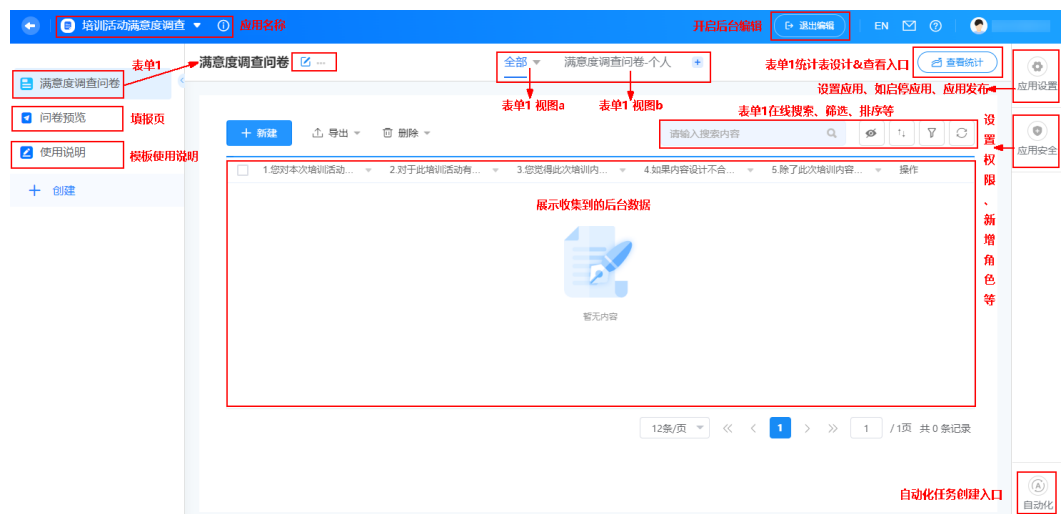 培训活动满意度调查
应用名称
开启后台编辑
退出编辑
EN
表单1
满意度调查问卷
满意度调查问卷
问卷预览
填报页
使用说明
模板使用说明
创建
全部
满意度调查问卷-个人
表单1 视图a
表单1 视图b
表单1统计表设计&查看入口
查看统计
设置应用、如启停应用、应用发布
应用设置
表单1在线搜索、筛选、排序等
新建
导出
删除
请输入搜索内容
应用安全
设置权限、新增角色等
1.您对本次培训活动...
2.对于此培训活动有...
3.您觉得此次培训内...
4.如果内容设计不合...
5.除了此次培训内容...
操作
展示收集到的后台数据
暂无内容
12条/页
1
1
/1页
共0条记录
自动化任务创建入口
自动化